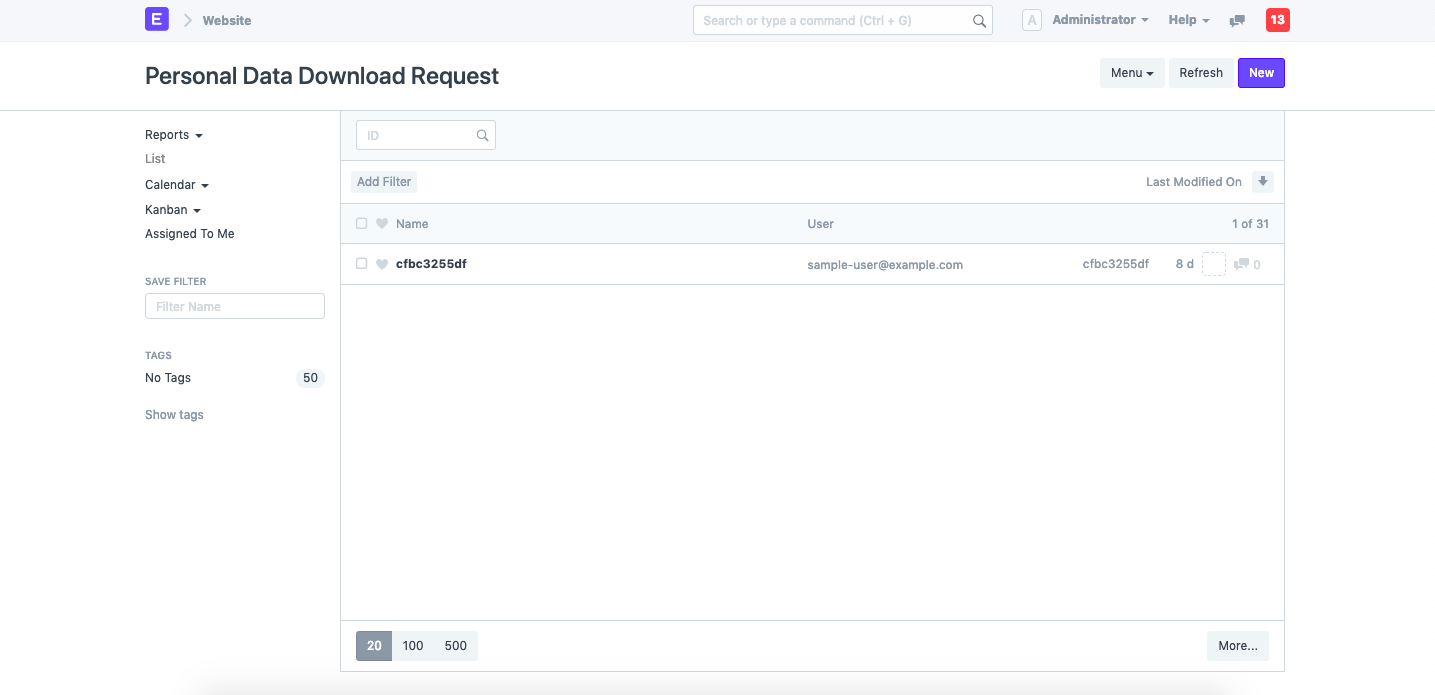 E Website Search or type a command (Ctrl + G) A Administrator Help 13
Personal Data Download Request Menu Refresh New
Reports
List
Calendar
Kanban
Assigned To Me
SAVE FILTER
Filter Name
TAGS
No Tags 50
Show tags
ID
Add Filter Last Modified On
Name User 1 of 31
cfbc3255df sample-user@example.com cfbc3255df 8 d 0
20 100 500 More...